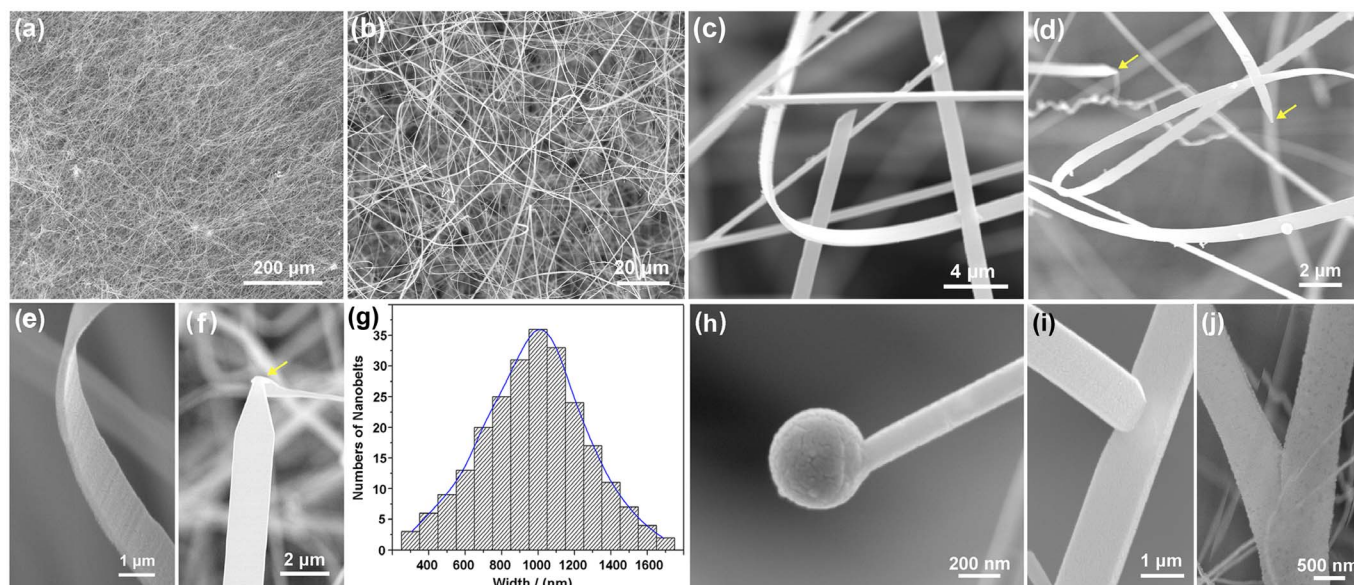 (a)
200 µm
(b)
20 µm
(c)
4 µm
(d)
2 µm
(e)
1 µm
(f)
2 µm
(g)
Numbers of Nanobelts
35
30
25
20
15
10
5
0
400 600 800 1000 1200 1400 1600
Width / (nm)
(h)
200 nm
(i)
1 µm
(j)
500 nm